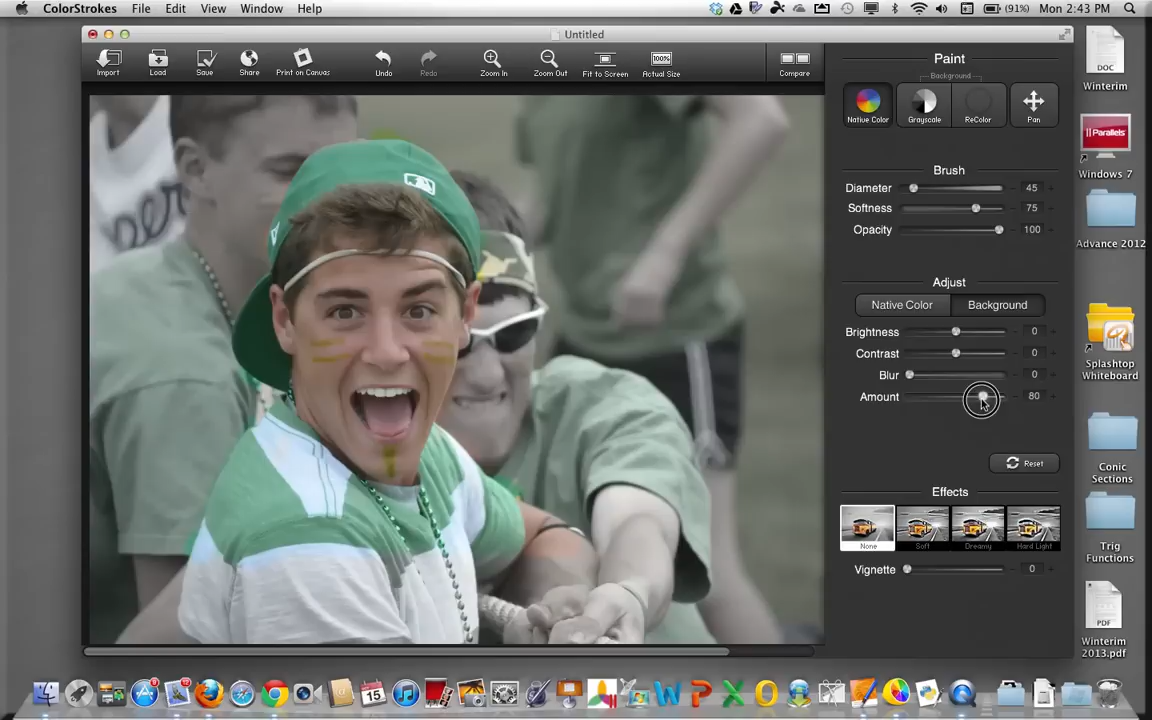 ColorStrokes File Edit View Window Help
(91%) Mon 2:43 PM
Untitled
Import Load Save Share Print on Canvas Undo Redo Zoom In Zoom Out Fit to Screen Actual Size Compare
100%
Paint
Background
Native Color Grayscale ReColor Pan
Brush
Diameter 45
Softness 75
Opacity 100
Adjust
Native Color Background
Brightness 0
Contrast 0
Blur 0
Amount 80
Reset
Effects
None Soft Dreamy Hard Light
Vignette 0
DOC
Winterim
Parallels
Windows 7
Advance 2012
Splashtop
Whiteboard
Conic
Sections
Trig
Functions
PDF
Winterim
2013.pdf
15